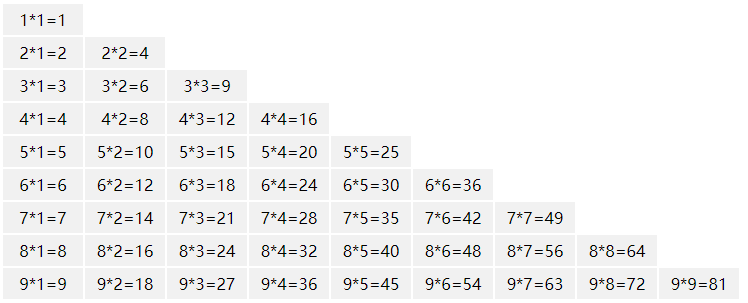 1*1=1
2*1=2 2*2=4
3*1=3 3*2=6 3*3=9
4*1=4 4*2=8 4*3=12 4*4=16
5*1=5 5*2=10 5*3=15 5*4=20 5*5=25
6*1=6 6*2=12 6*3=18 6*4=24 6*5=30 6*6=36
7*1=7 7*2=14 7*3=21 7*4=28 7*5=35 7*6=42 7*7=49
8*1=8 8*2=16 8*3=24 8*4=32 8*5=40 8*6=48 8*7=56 8*8=64
9*1=9 9*2=18 9*3=27 9*4=36 9*5=45 9*6=54 9*7=63 9*8=72 9*9=81